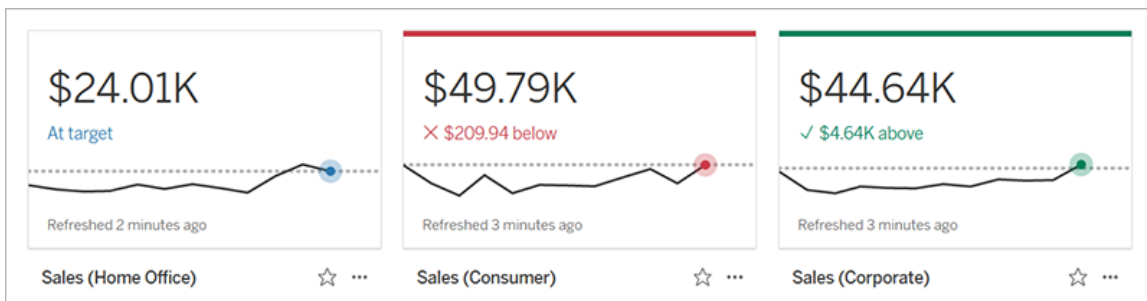 $24.01K
At target
Refreshed 2 minutes ago
Sales (Home Office)
$49.79K
$209.94 below
Refreshed 3 minutes ago
Sales (Consumer)
$44.64K
$4.64K above
Refreshed 3 minutes ago
Sales (Corporate)